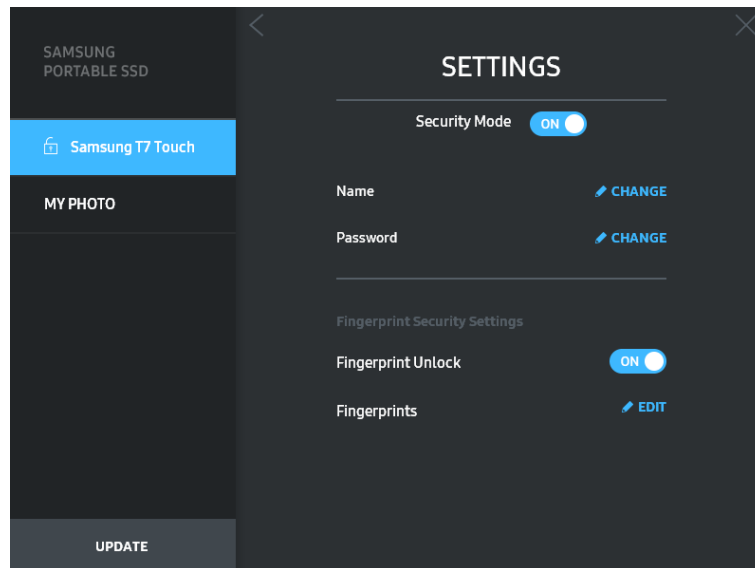 SAMSUNG
PORTABLE SSD
Samsung T7 Touch
MY PHOTO
UPDATE
SETTINGS
Security Mode ON
Name CHANGE
Password CHANGE
Fingerprint Security Settings
Fingerprint Unlock ON
Fingerprints EDIT